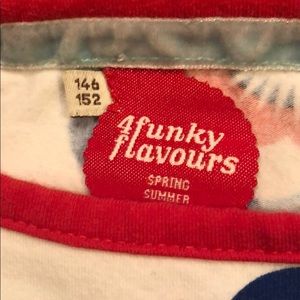 146
152
4funky
flavours
SPRING
SUMMER